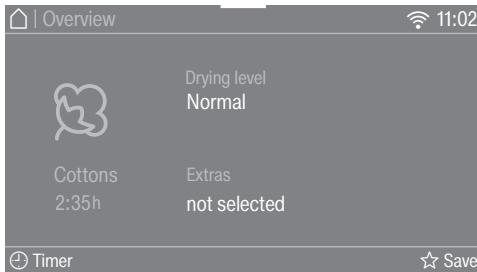 | Overview 11:02
Drying level
Normal
Cottons Extras
2:35h not selected
Timer Save